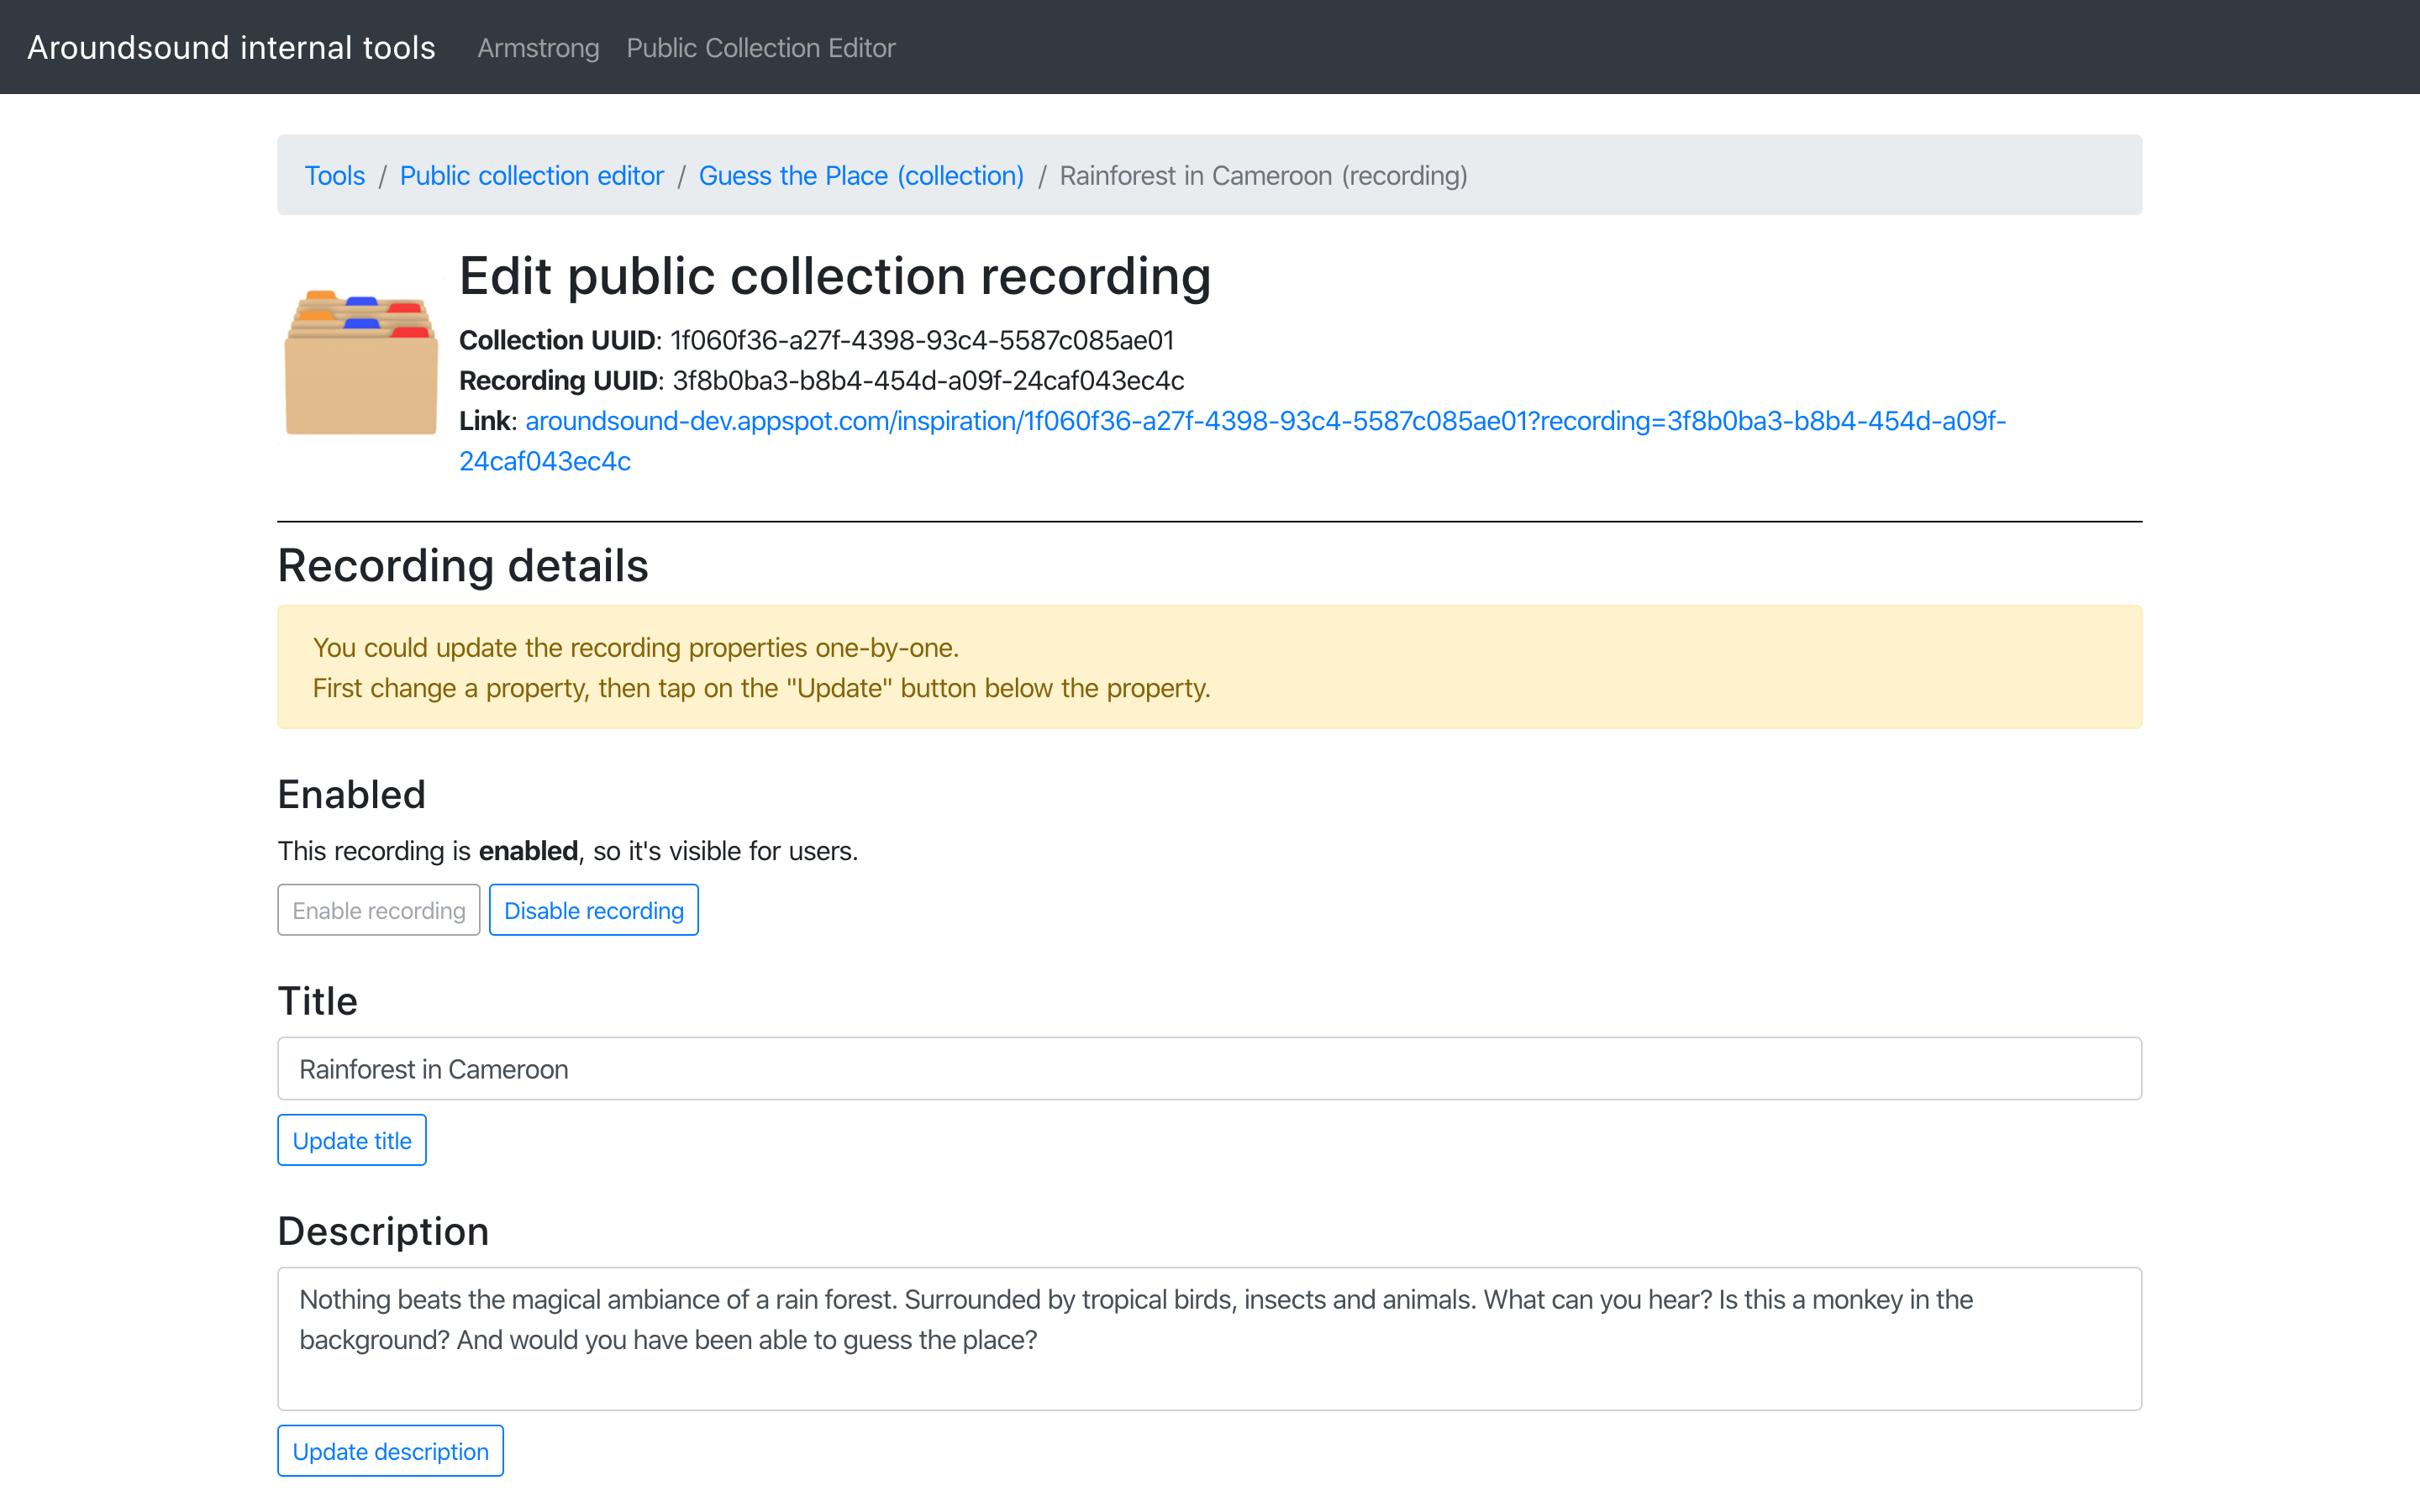 Aroundsound internal tools Armstrong Public Collection Editor
Tools / Public collection editor / Guess the Place (collection) / Rainforest in Cameroon (recording)
Edit public collection recording
Collection UUID: 1f060f36-a27f-4398-93c4-5587c085ae01
Recording UUID: 3f8b0ba3-b8b4-454d-a09f-24caf043ec4c
Link: aroundsound-dev.appspot.com/inspiration/1f060f36-a27f-4398-93c4-5587c085ae01?recording=3f8b0ba3-b8b4-454d-a09f-
24caf043ec4c
Recording details
You could update the recording properties one-by-one.
First change a property, then tap on the "Update" button below the property.
Enabled
This recording is enabled, so it's visible for users.
Enable recording Disable recording
Title
Rainforest in Cameroon
Update title
Description
Nothing beats the magical ambiance of a rain forest. Surrounded by tropical birds, insects and animals. What can you hear? Is this a monkey in the
background? And would you have been able to guess the place?
Update description